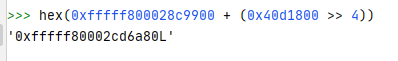 >>> hex(0xfffff800028c9900 + (0x40d1800 >> 4))
'0xfffff80002cd6a80L'